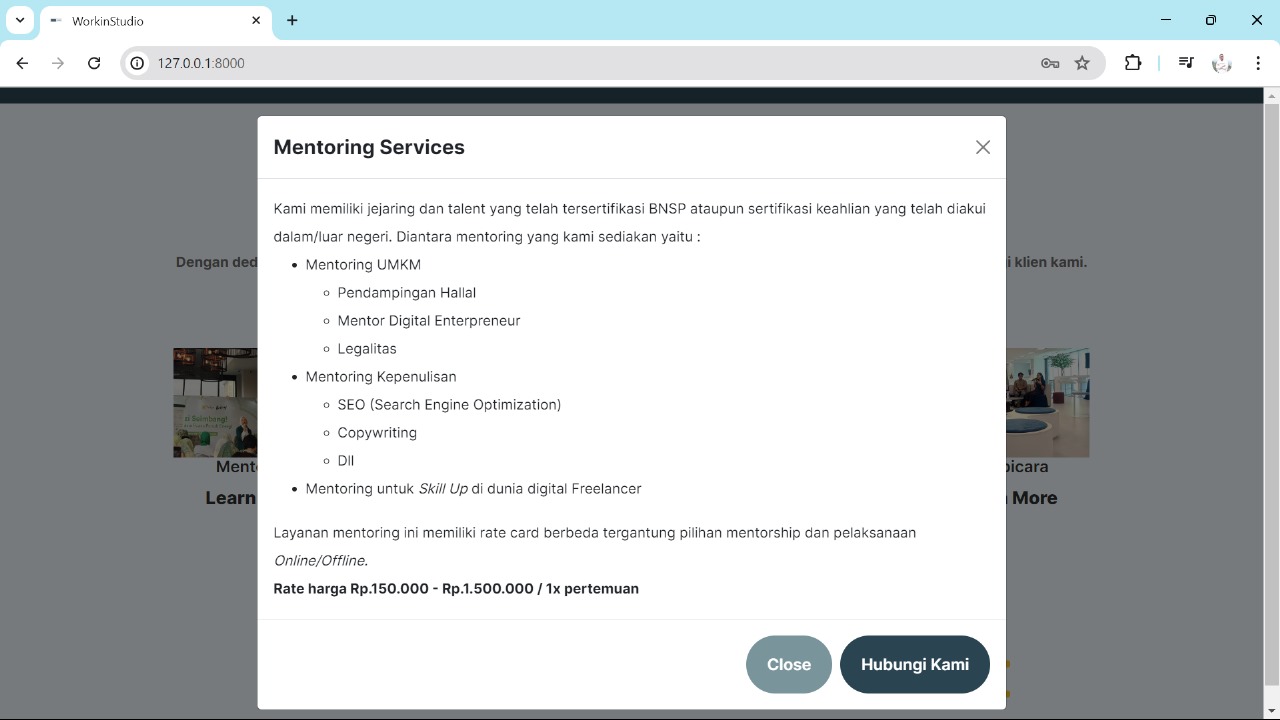 WorkinStudio
127.0.0.1:8000
Mentoring Services
Kami memiliki jejaring dan talent yang telah tersertifikasi BNSP ataupun sertifikasi keahlian yang telah diakui
dalam/luar negeri. Diantara mentoring yang kami sediakan yaitu :
Dengan
i klien kami.
• Mentoring UMKM
◦ Pendampingan Hallal
◦ Mentor Digital Enterpreneur
◦ Legalitas
• Mentoring Kepenulisan
◦ SEO (Search Engine Optimization)
◦ Copywriting
◦ Dll
• Mentoring untuk Skill Up di dunia digital Freelancer
Learn
More
Layanan mentoring ini memiliki rate card berbeda tergantung pilihan mentorship dan pelaksanaan
Online/Offline.
Rate harga Rp.150.000 - Rp.1.500.000 / 1x pertemuan
Close
Hubungi Kami